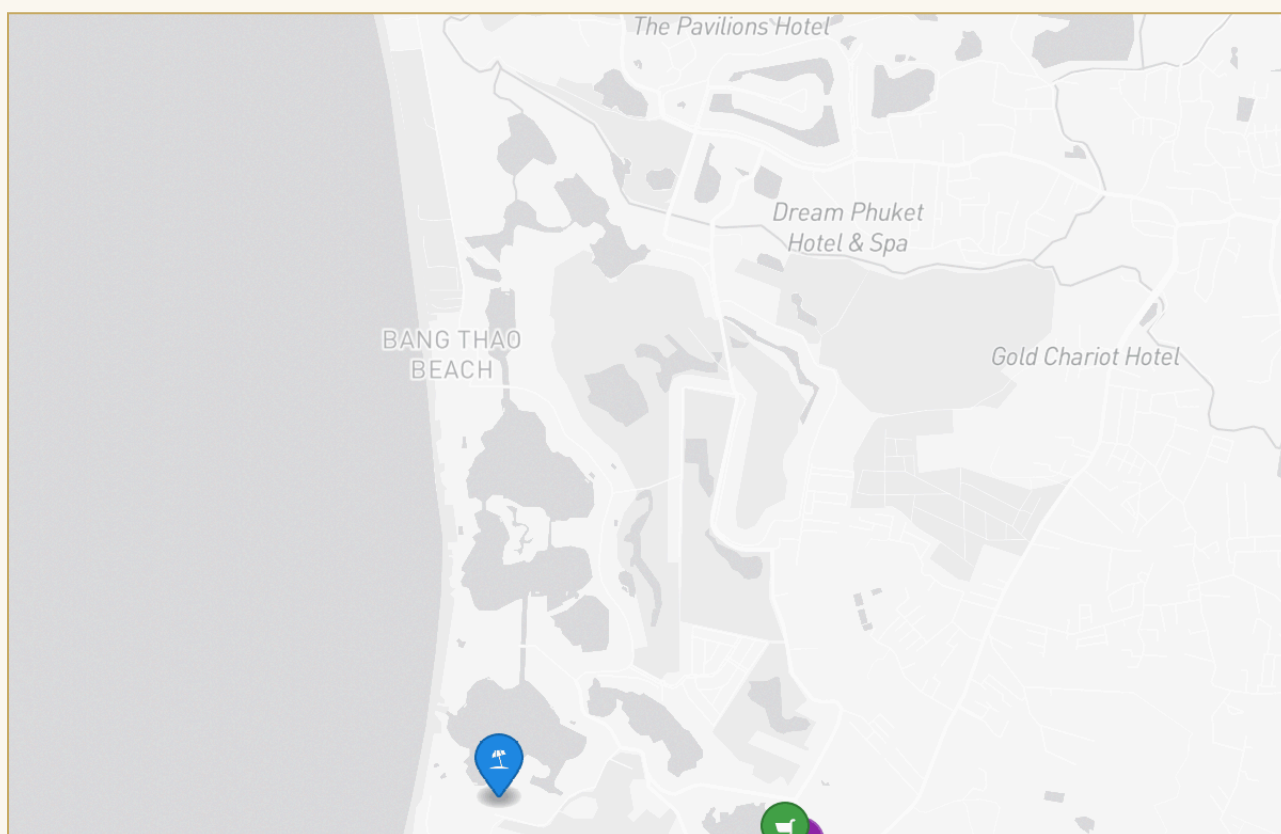 The Pavilions Hotel
Dream Phuket
Hotel & Spa
BANG THAO
BEACH
Gold Chariot Hotel